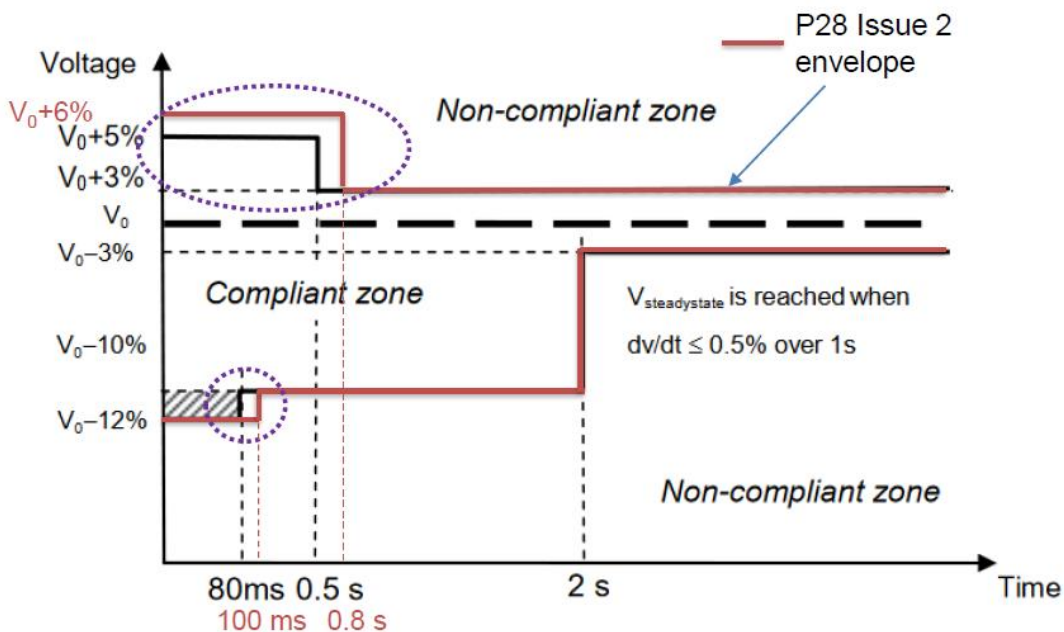 P28 Issue 2
envelope
Voltage
V₀+6%
Non-compliant zone
V₀+5%
V₀+3%
V₀
V₀–3%
Compliant zone
V_steadystate is reached when
dv/dt ≤ 0.5% over 1s
V₀–10%
V₀–12%
Non-compliant zone
80ms 0.5 s 2 s Time
100 ms 0.8 s